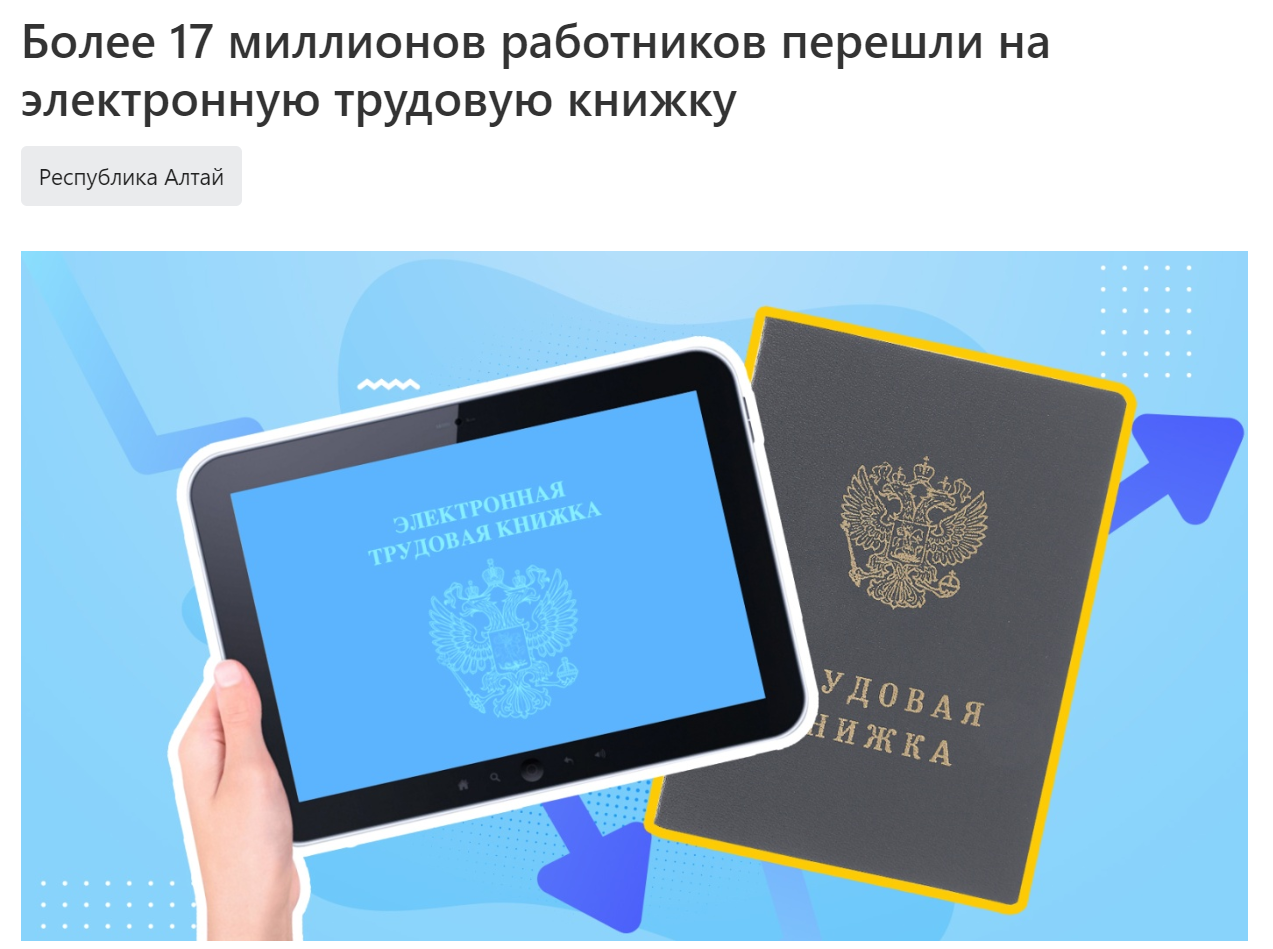 Более 17 миллионов работников перешли на
электронную трудовую книжку
Республика Алтай
ЭЛЕКТРОННАЯ
ТРУДОВАЯ КНИЖКА
УДОВАЯ
НИЖКА